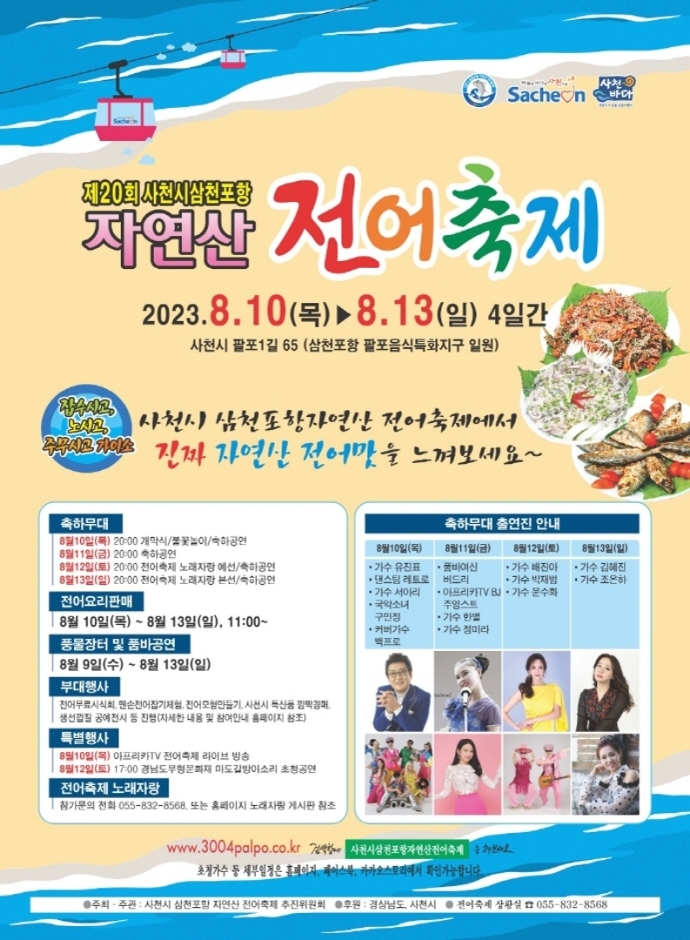 Sacheon
Sacheon
사천
바다
제20회 사천시삼천포항
자연산 전어축제
2023.8.10(목)▶8.13(일) 4일간
사천시 팔포1길 65 (삼천포항 팔포음식특화지구 일원)
잡수시고,
노시고,
주무시고 가이소
사천시 삼천포항자연산 전어축제에서
진짜 자연산 전어맛을 느껴보세요~
축하무대
8월10일(목) 20:00 개막식/불꽃놀이/축하공연
8월11일(금) 20:00 축하공연
8월12일(토) 20:00 전어축제 노래자랑 예선/축하공연
8월13일(일) 20:00 전어축제 노래자랑 본선/축하공연
전어요리판매
8월 10일(목) ~ 8월 13일(일), 11:00~
풍물장터 및 품바공연
8월 9일(수) ~ 8월 13일(일)
부대행사
전어무료시식회, 맨손전어잡기체험, 전어모형만들기, 사천시 특산품 깜짝경매,
생선껍질 공예전시 등 진행(자세한 내용 및 참여안내 홈페이지 참조)
특별행사
8월10일(목) 아프리카TV 전어축제 라이브 방송
8월12일(토) 17:00 경남도무형문화재 마도갈방아소리 초청공연
전어축제 노래자랑
참가문의 전화 055-832-8568, 또는 홈페이지 노래자랑 게시판 참조
축하무대 출연진 안내
8월10일(목)
• 가수 유진표
• 댄스팀 레트로
• 가수 서아리
• 국악소녀
구민정
• 커버가수
백프로
8월11일(금)
• 품바여신
버드리
• 아프리카TV BJ
주엉스트
• 가수 한별
• 가수 정미라
8월12일(토)
• 가수 배진아
• 가수 박재범
• 가수 문수화
8월13일(일)
• 가수 김혜진
• 가수 조은하
www.3004palpo.co.kr 검색창에 사천시삼천포항자연산전어축제 를 쳐보세요
초청가수 등 세부일정은 홈페이지, 페이스북, 카카오스토리에서 확인가능합니다.
●주최 · 주관 : 사천시 삼천포항 자연산 전어축제 추진위원회 ●후원 : 경상남도, 사천시 ● 전어축제 상황실 ☎ 055-832-8568